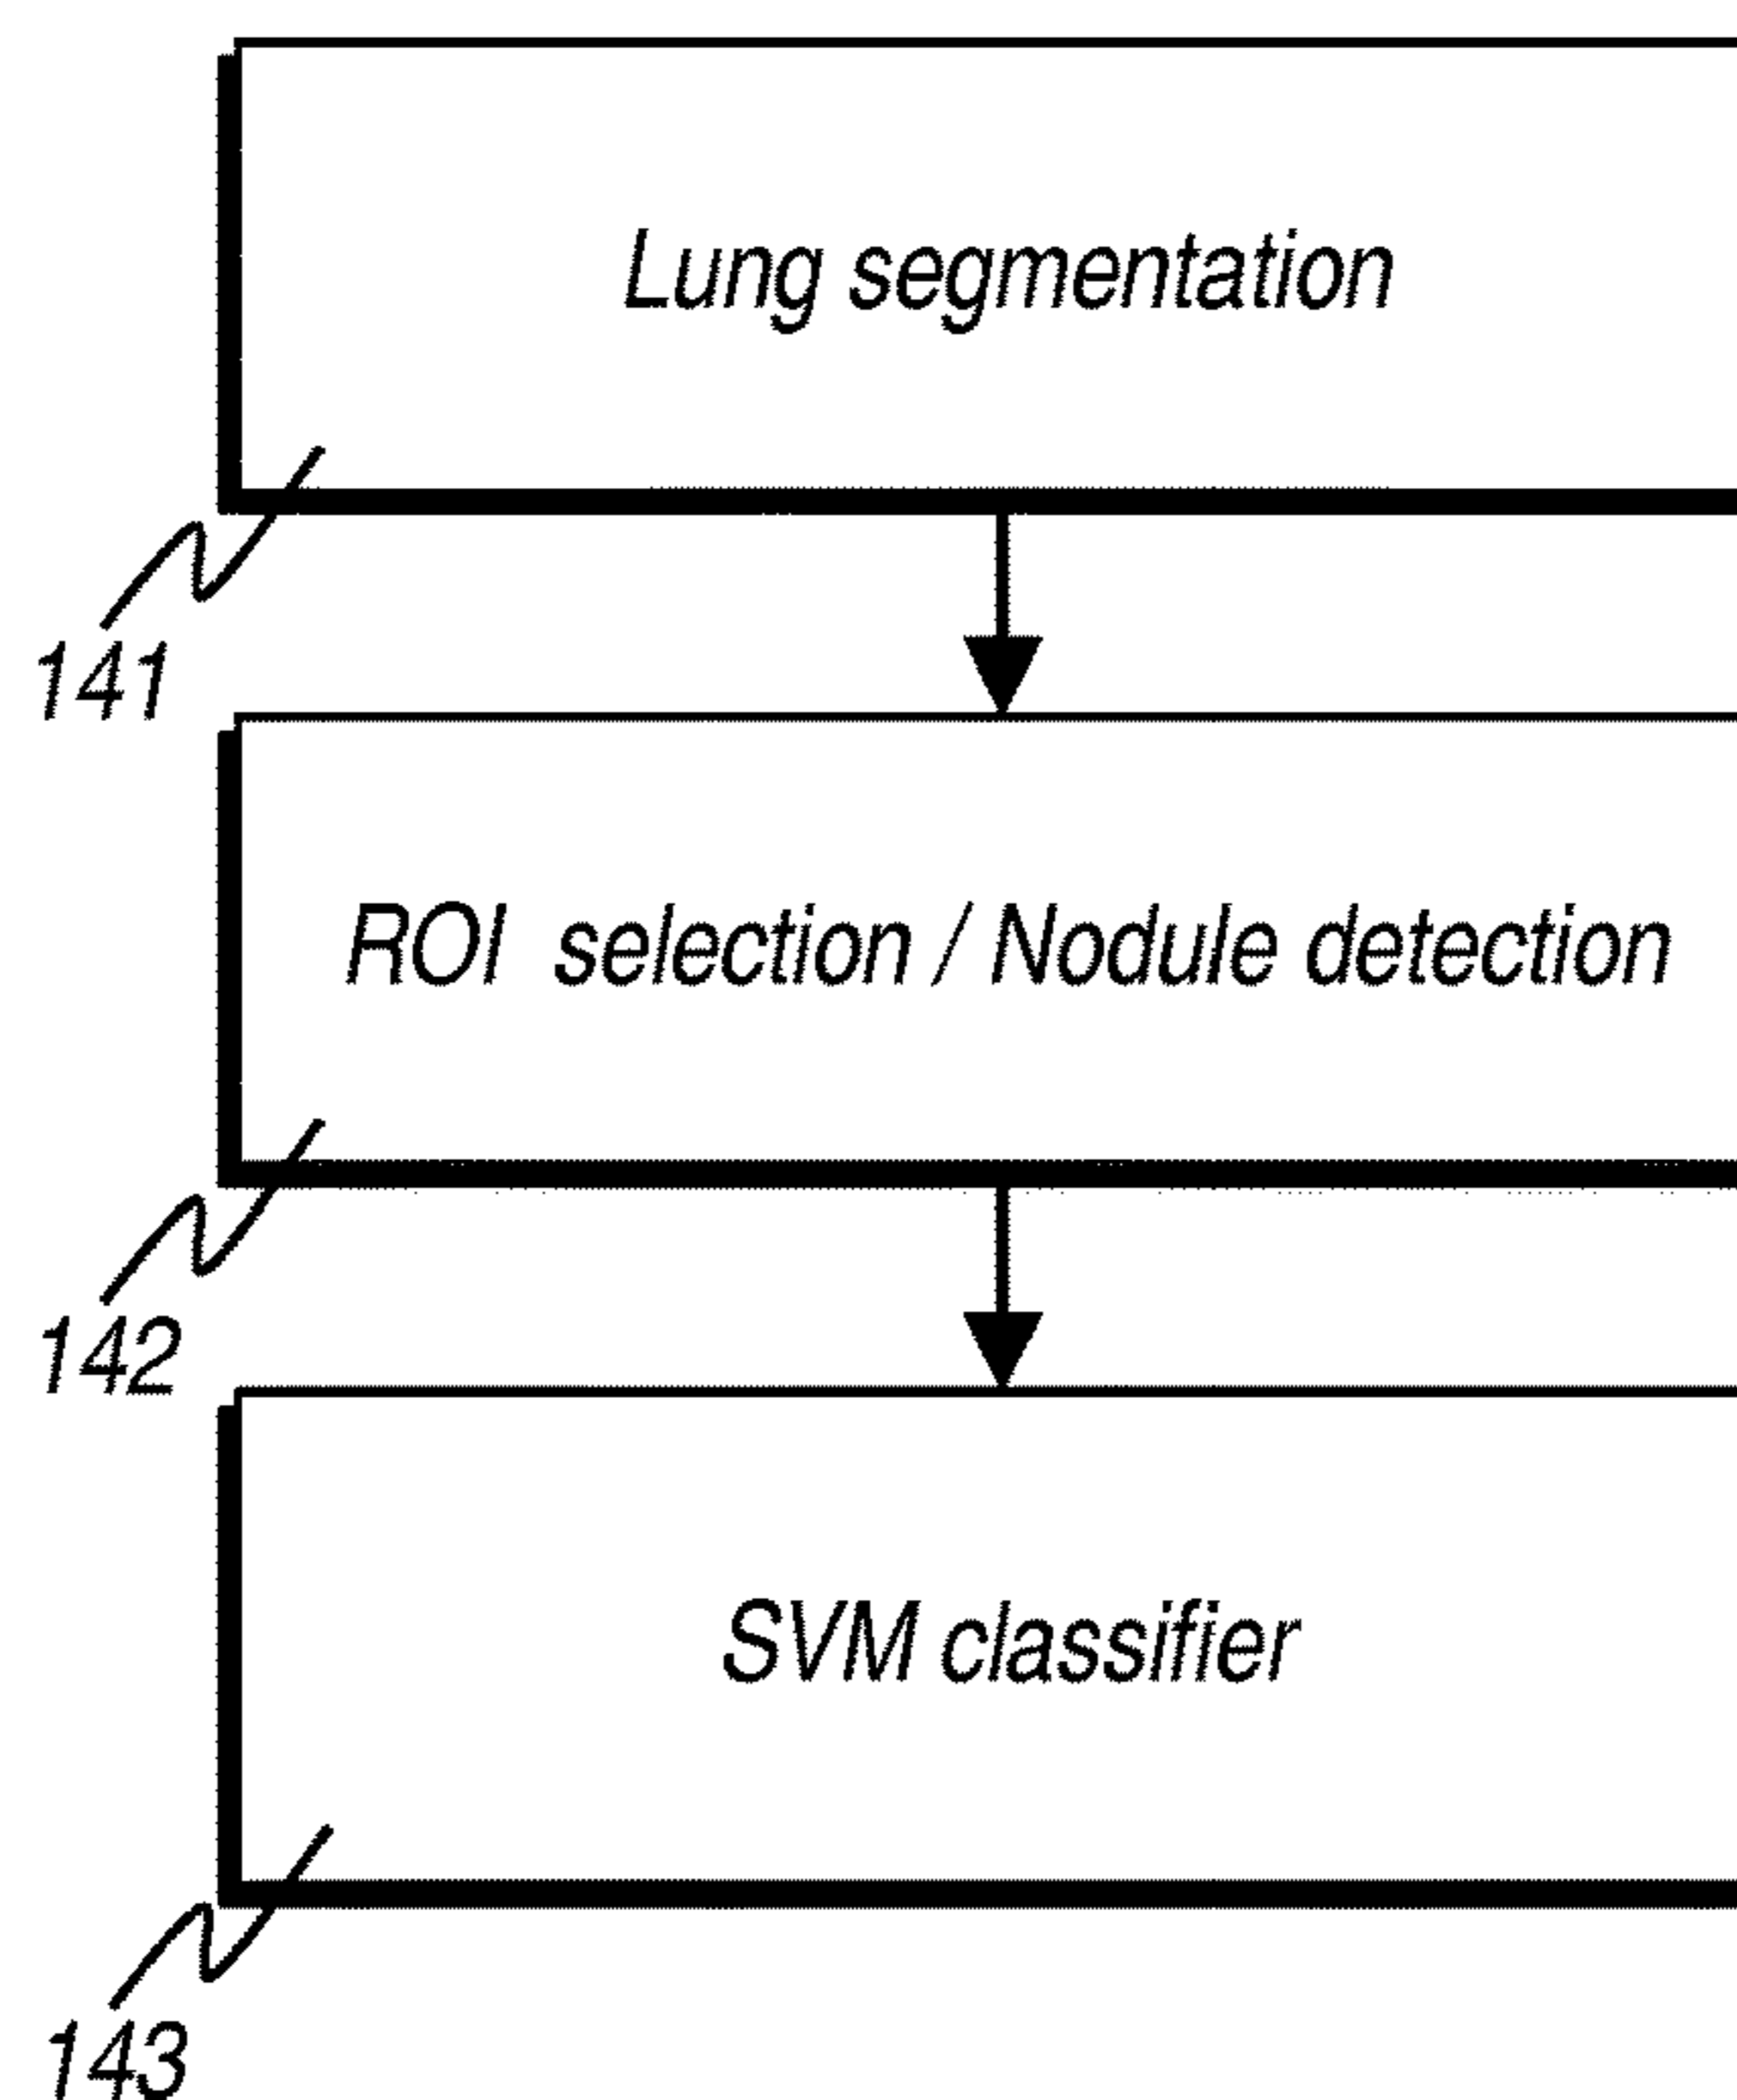 Lung segmentation
141
ROI selection / Nodule detection
142
SVM classifier
143